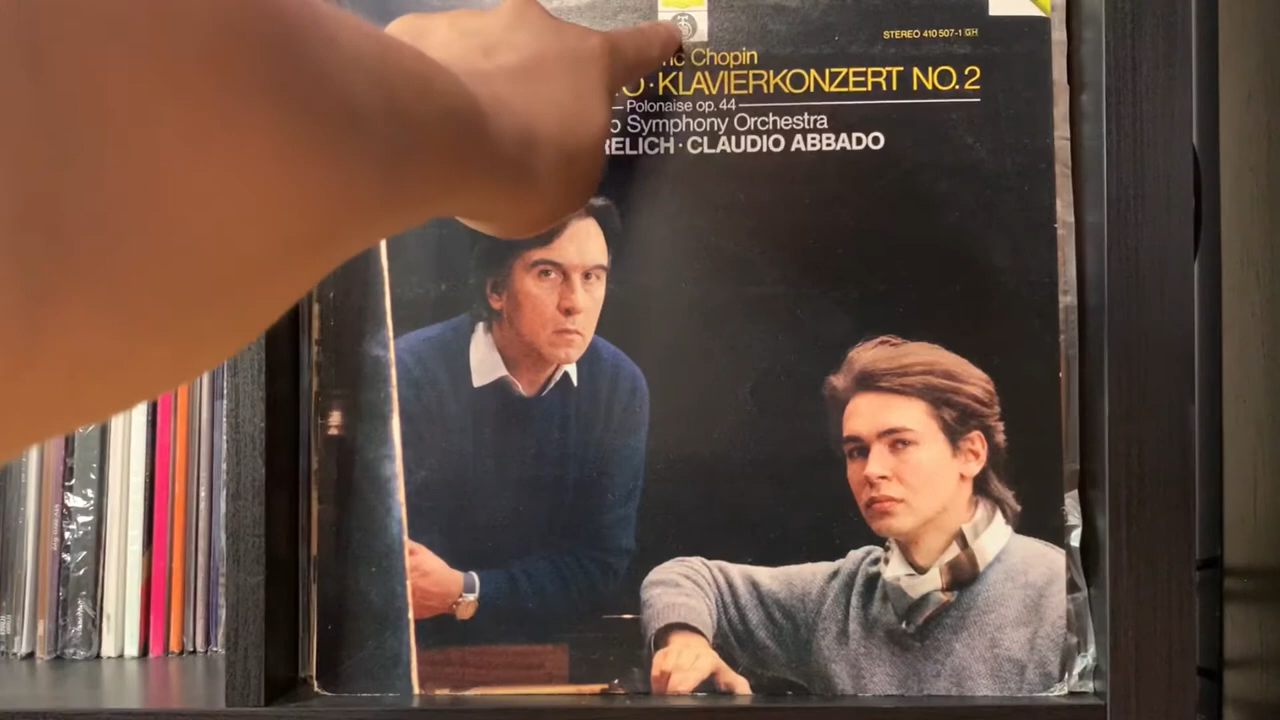 STEREO 410 507-1 GH
ric Chopin
O · KLAVIERKONZERT NO. 2
Polonaise op. 44
o Symphony Orchestra
RELICH · CLAUDIO ABBADO